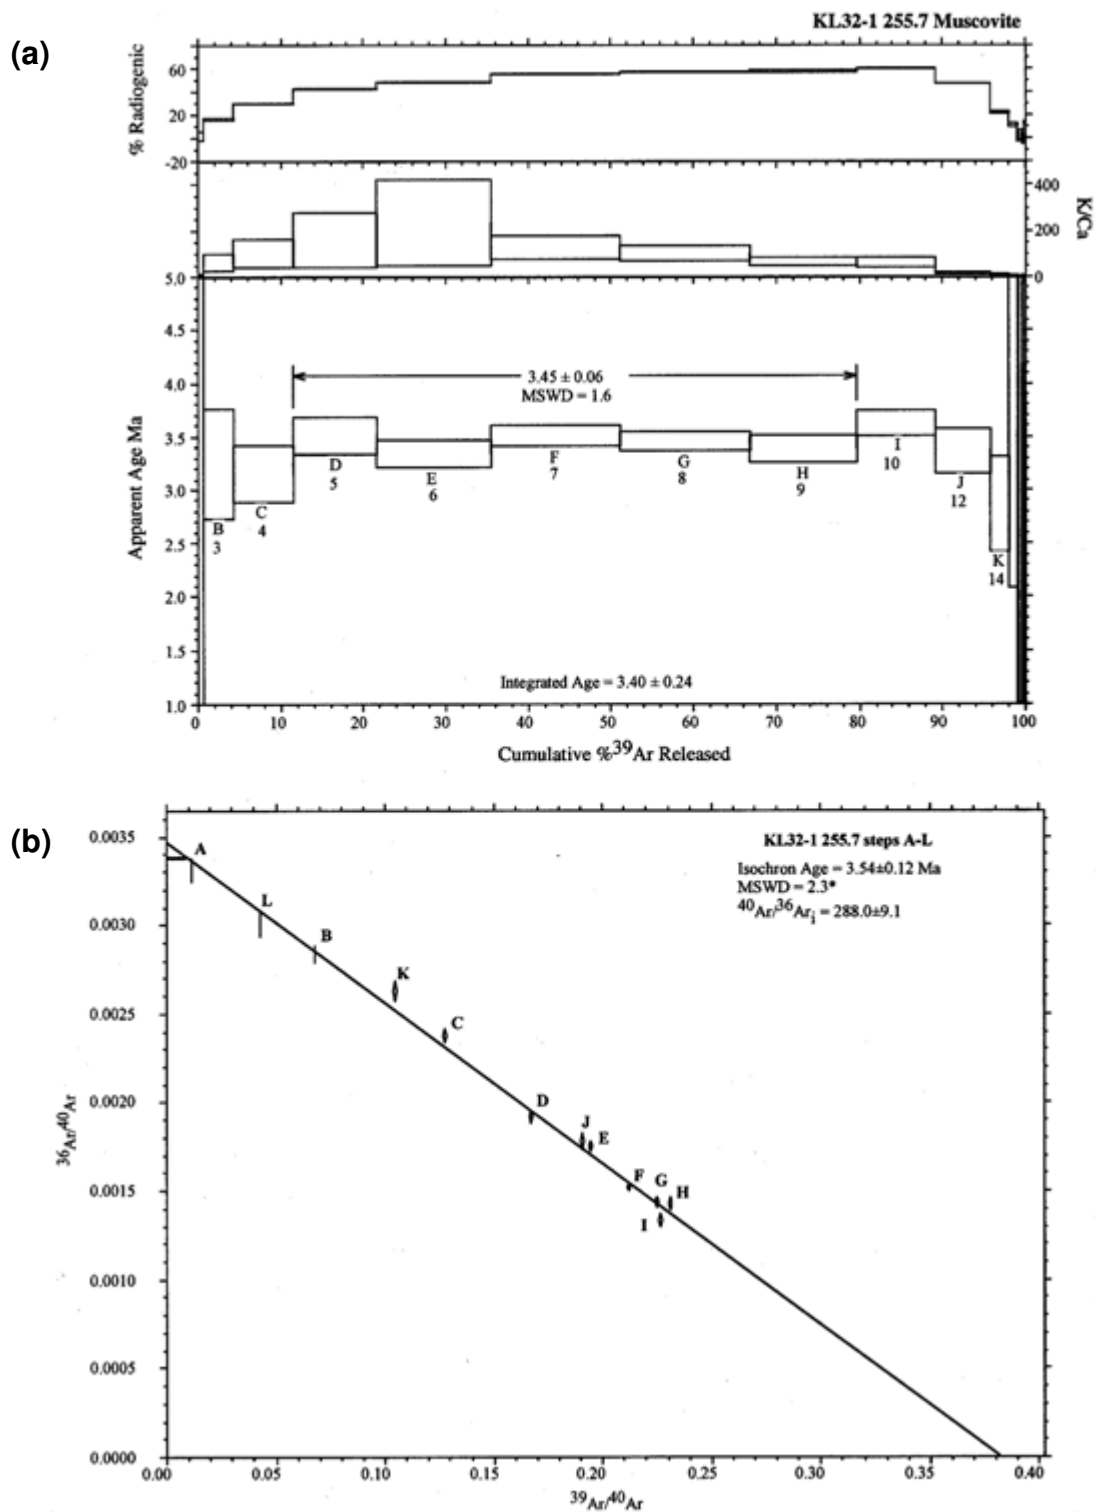 KL32-1 255.7 Muscovite
(a)
% Radiogenic
60
20
-20
400
200
0
K/Ca
5.0
4.5
4.0
3.5
3.0
2.5
2.0
1.5
1.0
Apparent Age Ma
3.45 ± 0.06
MSWD = 1.6
B
3
C
4
D
5
E
6
F
7
G
8
H
9
I
10
J
12
K
14
Integrated Age = 3.40 ± 0.24
0 10 20 30 40 50 60 70 80 90 100
Cumulative %39Ar Released
(b)
KL32-1 255.7 steps A-L
Isochron Age = 3.54±0.12 Ma
MSWD = 2.3*
40Ar/36Ari = 288.0±9.1
0.0035
0.0030
0.0025
0.0020
0.0015
0.0010
0.0005
0.0000
36Ar/40Ar
A
L
B
K
C
D
J
E
F
G
H
I
0.00 0.05 0.10 0.15 0.20 0.25 0.30 0.35 0.40
39Ar/40Ar